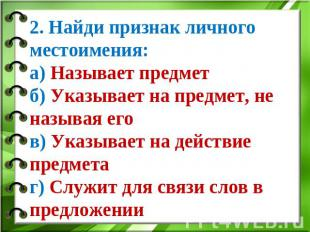 2. Найди признак личного
местоимения:
а) Называет предмет
б) Указывает на предмет, не
называя его
в) Указывает на действие
предмета
г) Служит для связи слов в
предложении